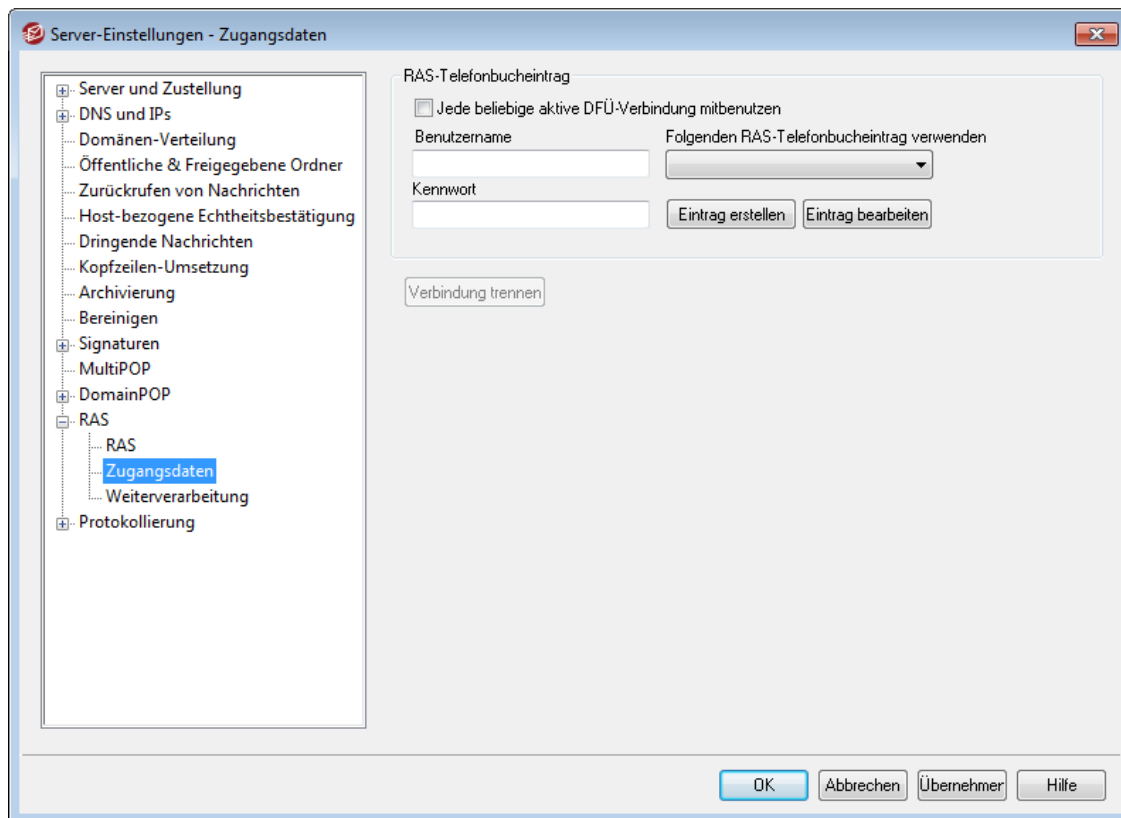 Server-Einstellungen - Zugangsdaten
Server und Zustellung
DNS und IPs
Domänen-Verteilung
Öffentliche & Freigegebene Ordner
Zurückrufen von Nachrichten
Host-bezogene Echtheitsbestätigung
Dringende Nachrichten
Kopfzeilen-Umsetzung
Archivierung
Bereinigen
Signaturen
MultiPOP
DomainPOP
RAS
RAS
Zugangsdaten
Weiterverarbeitung
Protokollierung
RAS-Telefonbucheintrag
Jede beliebige aktive DFÜ-Verbindung mitbenutzen
Benutzername
Folgenden RAS-Telefonbucheintrag verwenden
Kennwort
Eintrag erstellen
Eintrag bearbeiten
Verbindung trennen
OK
Abbrechen
Übernehmer
Hilfe